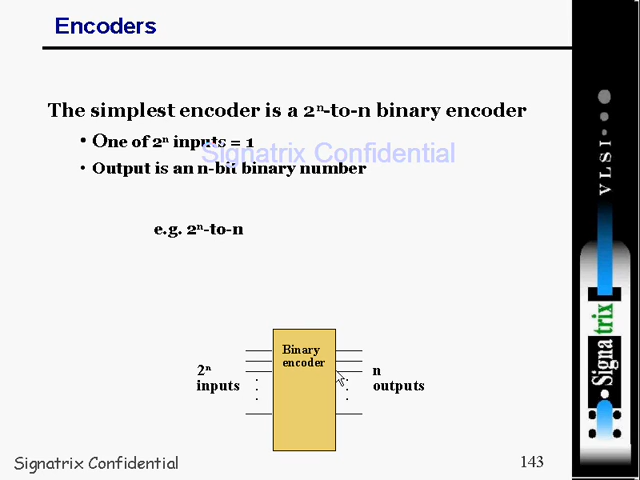 Encoders
The simplest encoder is a 2ⁿ-to-n binary encoder
• One of 2ⁿ inputs = 1
Signatrix Confidential
• Output is an n-bit binary number
e.g. 2ⁿ-to-n
Binary
encoder
2ⁿ
inputs
n
outputs
VLSI
Signatrix
Signatrix Confidential
143